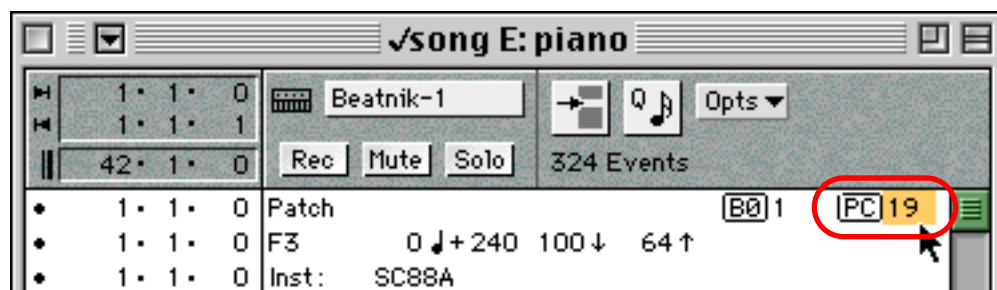 √song E: piano
1· 1· 0 Beatnik-1 Q Opts
1· 1· 1
42· 1· 0 Rec Mute Solo 324 Events
• 1· 1· 0 Patch B0 1 PC 19
• 1· 1· 0 F3 0♩+240 100↓ 64↑
• 1· 1· 0 Inst: SC88A